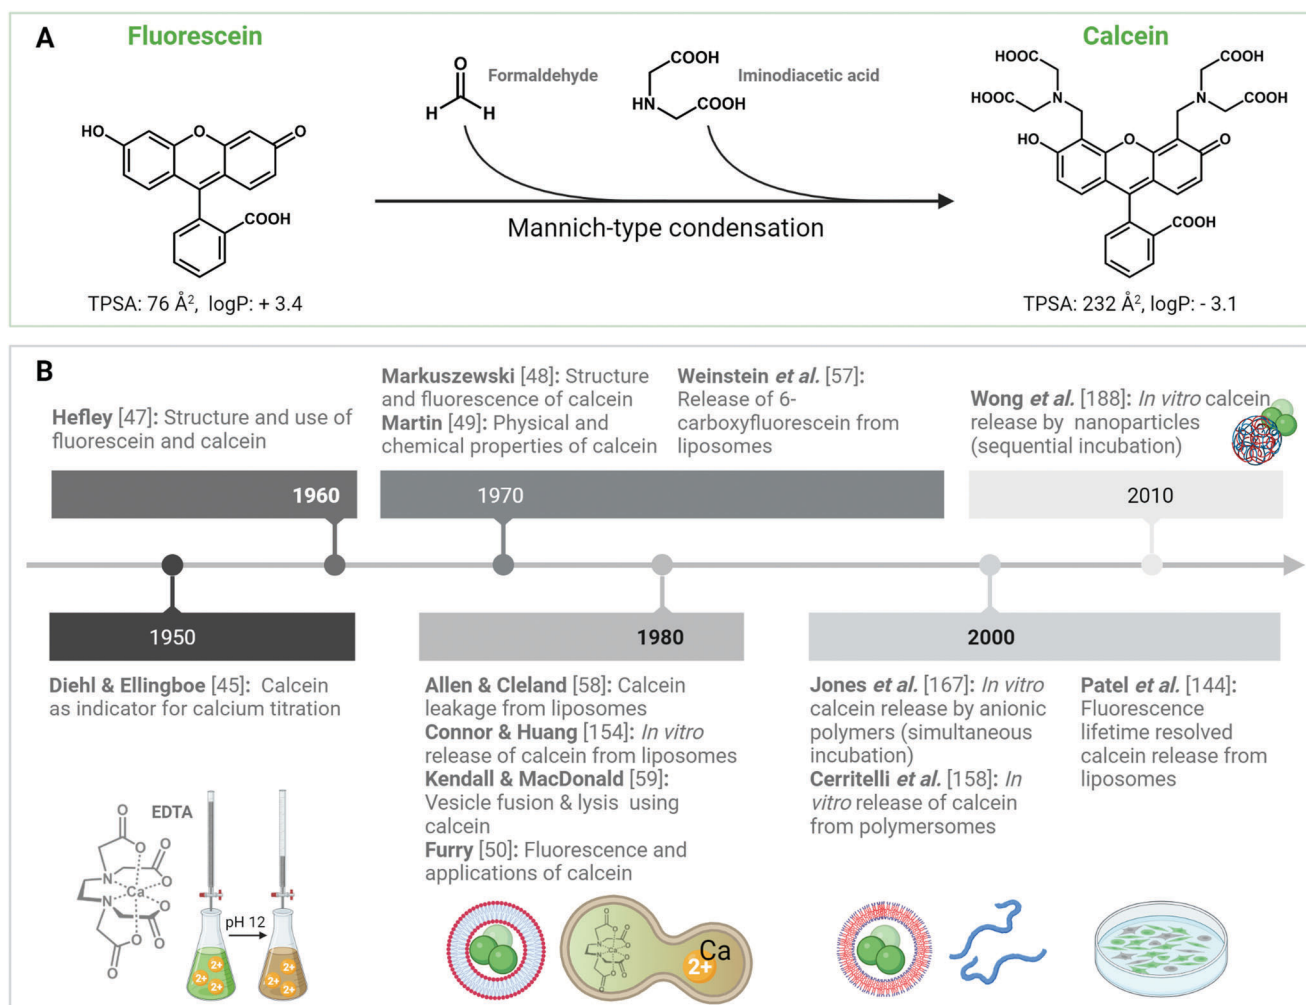 A
Fluorescein
Formaldehyde
Iminodiacetic acid
Calcein
O
H H
COOH
HN COOH
HO O O
COOH
HOOC COOH
HOOC N N COOH
HO O O
COOH
Mannich-type condensation
TPSA: 76 Å², logP: + 3.4
TPSA: 232 Å², logP: - 3.1
B
Hefley [47]: Structure and use of
fluorescein and calcein
Markuszewski [48]: Structure
and fluorescence of calcein
Martin [49]: Physical and
chemical properties of calcein
Weinstein et al. [57]:
Release of 6-
carboxyfluorescein from
liposomes
Wong et al. [188]: In vitro calcein
release by nanoparticles
(sequential incubation)
1960
1970
2010
1950
1980
2000
Diehl & Ellingboe [45]: Calcein
as indicator for calcium titration
Allen & Cleland [58]: Calcein
leakage from liposomes
Connor & Huang [154]: In vitro
release of calcein from liposomes
Kendall & MacDonald [59]:
Vesicle fusion & lysis using
calcein
Furry [50]: Fluorescence and
applications of calcein
Jones et al. [167]: In vitro
calcein release by anionic
polymers (simultaneous
incubation)
Cerritelli et al. [158]: In
vitro release of calcein
from polymersomes
Patel et al. [144]:
Fluorescence
lifetime resolved
calcein release from
liposomes
EDTA
O
O O
N O
Ca
N O
O O
O
pH 12
2+ 2+ 2+
2+ 2+ 2+
Ca
2+